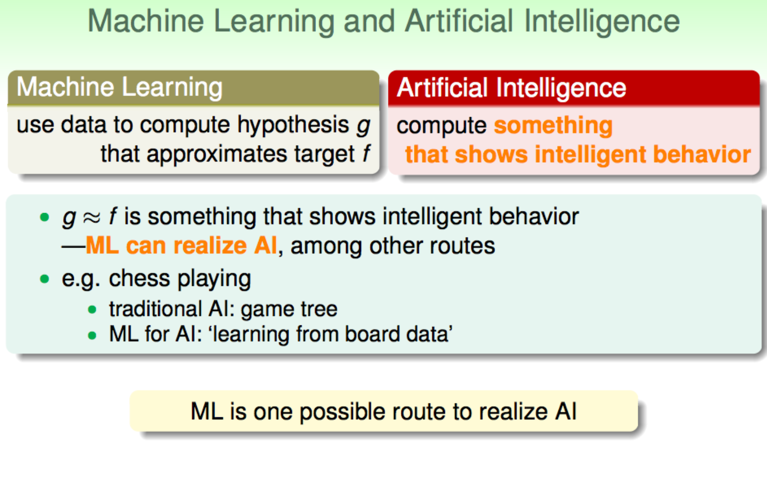 Machine Learning and Artificial Intelligence
Machine Learning
use data to compute hypothesis g
that approximates target f
Artificial Intelligence
compute something
that shows intelligent behavior
• g ≈ f is something that shows intelligent behavior
—ML can realize AI, among other routes
• e.g. chess playing
• traditional AI: game tree
• ML for AI: ‘learning from board data’
ML is one possible route to realize AI